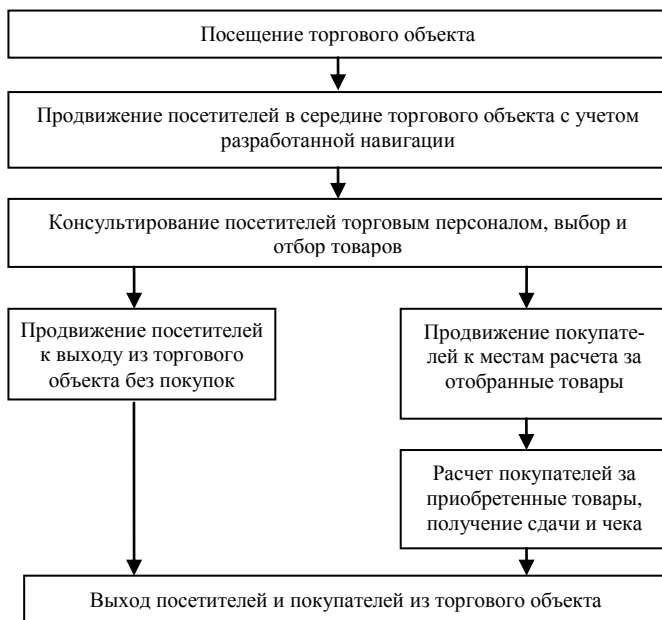 Посещение торгового объекта
Продвижение посетителей в середине торгового объекта с учетом
разработанной навигации
Консультирование посетителей торговым персоналом, выбор и
отбор товаров
Продвижение посетителей
к выходу из торгового
объекта без покупок
Продвижение покупате-
лей к местам расчета за
отобранные товары
Расчет покупателей за
приобретенные товары,
получение сдачи и чека
Выход посетителей и покупателей из торгового объекта